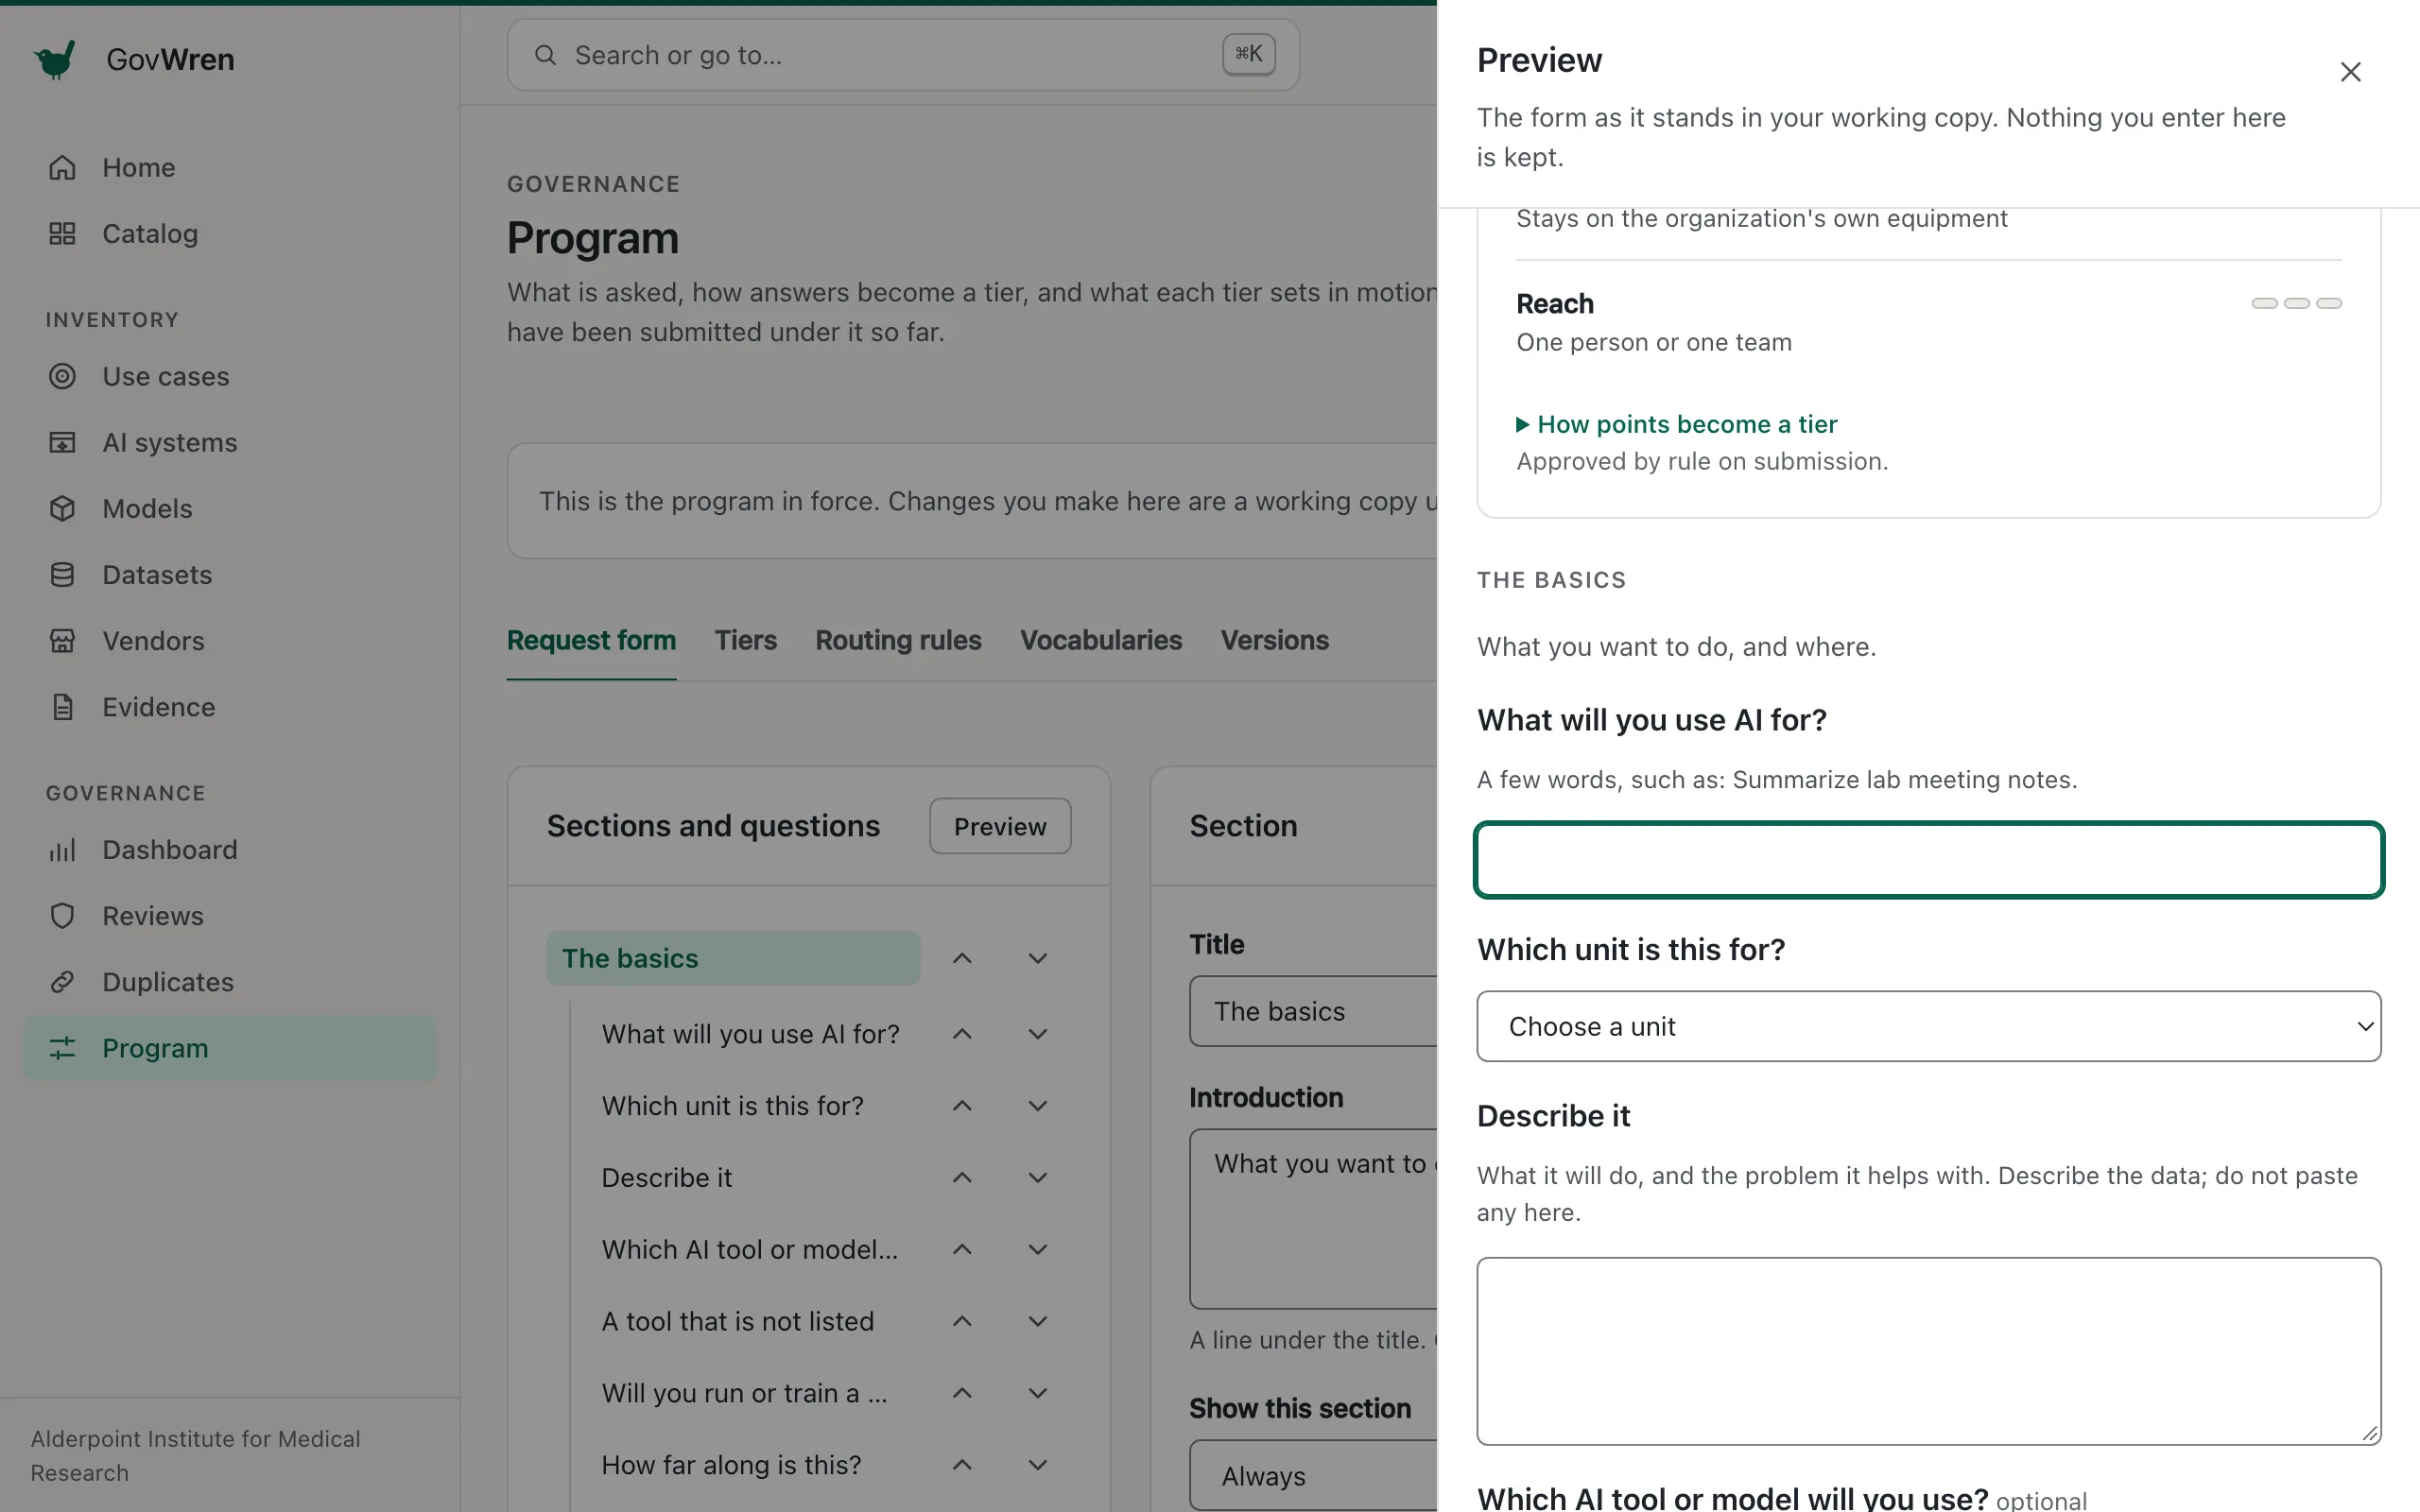 GovWren
Search or go to...
⌘K
Home
Catalog
INVENTORY
Use cases
AI systems
Models
Datasets
Vendors
Evidence
GOVERNANCE
Dashboard
Reviews
Duplicates
Program
Alderpoint Institute for Medical
Research
GOVERNANCE
Program
What is asked, how answers become a tier, and what each tier sets in motion
have been submitted under it so far.
This is the program in force. Changes you make here are a working copy u
Request form
Tiers
Routing rules
Vocabularies
Versions
Sections and questions
Preview
The basics
What will you use AI for?
Which unit is this for?
Describe it
Which AI tool or model...
A tool that is not listed
Will you run or train a ...
How far along is this?
Section
Title
The basics
Introduction
What you want to
A line under the title.
Show this section
Always
Preview
The form as it stands in your working copy. Nothing you enter here
is kept.
Stays on the organization's own equipment
Reach
One person or one team
How points become a tier
Approved by rule on submission.
THE BASICS
What you want to do, and where.
What will you use AI for?
A few words, such as: Summarize lab meeting notes.
Which unit is this for?
Choose a unit
Describe it
What it will do, and the problem it helps with. Describe the data; do not paste
any here.
Which AI tool or model will you use? optional